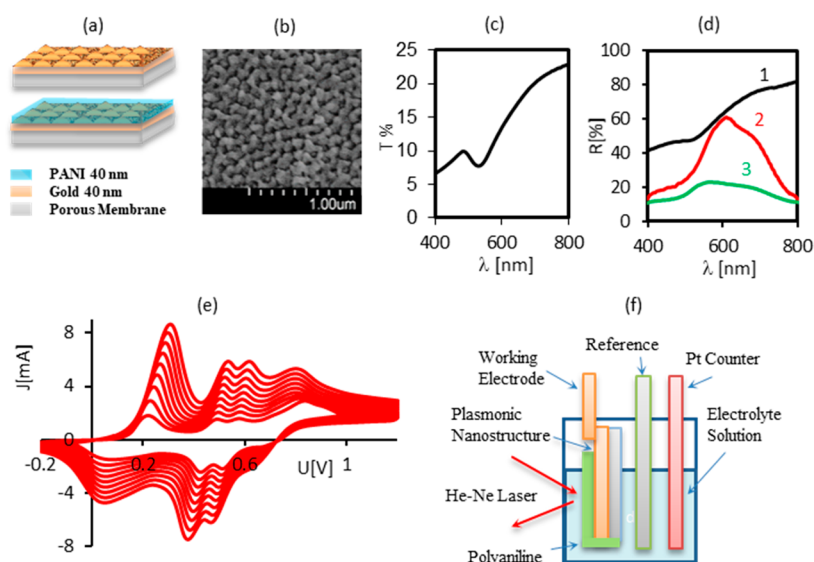 (a)
PANI 40 nm
Gold 40 nm
Porous Membrane
(b)
1.00um
(c)
25
20
15
10
5
0
T %
400 600 800
λ [nm]
(d)
100
80
60
40
20
0
R[%]
1
2
3
400 600 800
λ [nm]
(e)
8
4
0
-4
-8
J[mA]
-0.2 0.2 0.6 1
U[V]
(f)
Reference
Working
Electrode
Pt Counter
Plasmonic
Nanostructure
Electrolyte
Solution
He-Ne Laser
d
Polyaniline